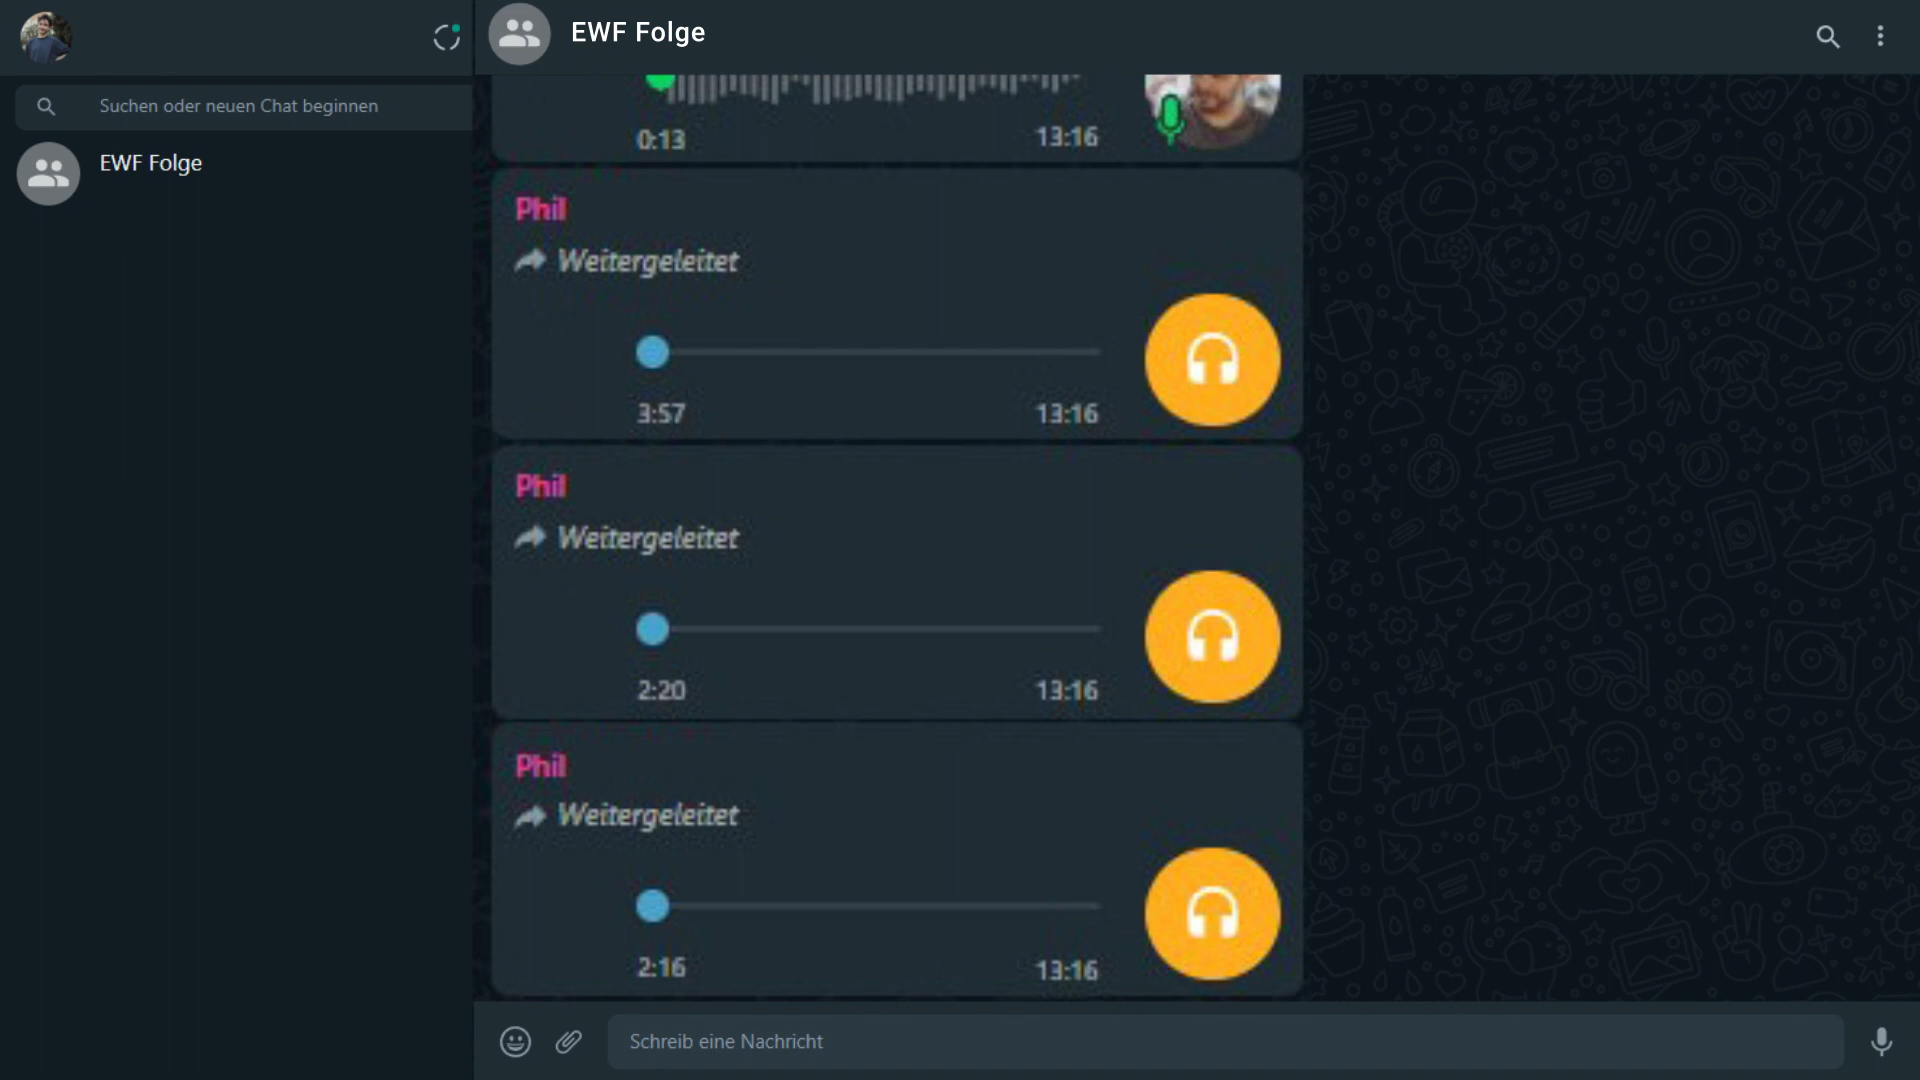 EWF Folge
Suchen oder neuen Chat beginnen
EWF Folge
0:13 13:16
Phil
Weitergeleitet
3:57 13:16
Phil
Weitergeleitet
2:20 13:16
Phil
Weitergeleitet
2:16 13:16
Schreib eine Nachricht